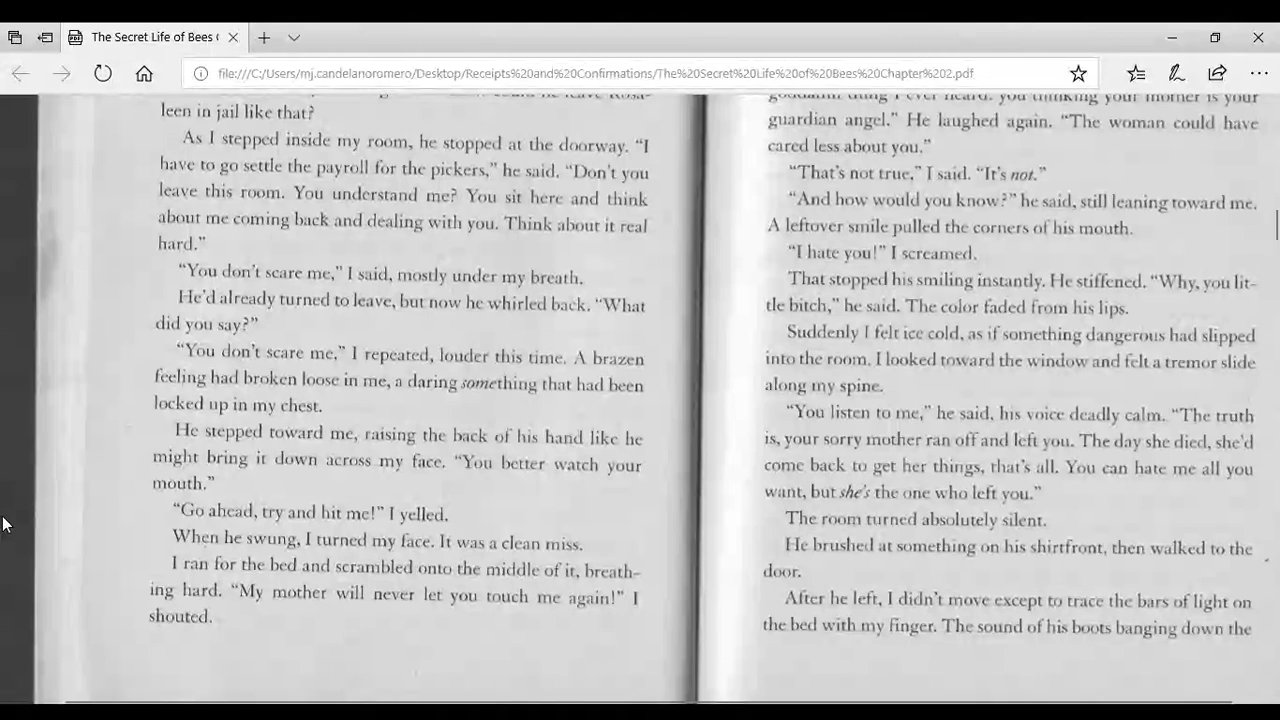 The Secret Life of Bees (
file:///C:/Users/mj.candelanoromero/Desktop/Receipts%20and%20Confirmations/The%20Secret%20Life%20of%20Bees%20Chapter%202.pdf
leen in jail like that?
As I stepped inside my room, he stopped at the doorway. “I
have to go settle the payroll for the pickers,” he said. “Don’t you
leave this room. You understand me? You sit here and think
about me coming back and dealing with you. Think about it real
hard.”
“You don’t scare me,” I said, mostly under my breath.
He’d already turned to leave, but now he whirled back. “What
did you say?”
“You don’t scare me,” I repeated, louder this time. A brazen
feeling had broken loose in me, a daring something that had been
locked up in my chest.
He stepped toward me, raising the back of his hand like he
might bring it down across my face. “You better watch your
mouth.”
“Go ahead, try and hit me!” I yelled.
When he swung, I turned my face. It was a clean miss.
I ran for the bed and scrambled onto the middle of it, breath-
ing hard. “My mother will never let you touch me again!” I
shouted.
goddamn thing I ever heard. you thinking your mother is your
guardian angel.” He laughed again. “The woman could have
cared less about you.”
“That’s not true,” I said. “It’s not.”
“And how would you know?” he said, still leaning toward me.
A leftover smile pulled the corners of his mouth.
“I hate you!” I screamed.
That stopped his smiling instantly. He stiffened. “Why, you lit-
tle bitch,” he said. The color faded from his lips.
Suddenly I felt ice cold, as if something dangerous had slipped
into the room. I looked toward the window and felt a tremor slide
along my spine.
“You listen to me,” he said, his voice deadly calm. “The truth
is, your sorry mother ran off and left you. The day she died, she’d
come back to get her things, that’s all. You can hate me all you
want, but she’s the one who left you.”
The room turned absolutely silent.
He brushed at something on his shirtfront, then walked to the
door.
After he left, I didn’t move except to trace the bars of light on
the bed with my finger. The sound of his boots banging down the